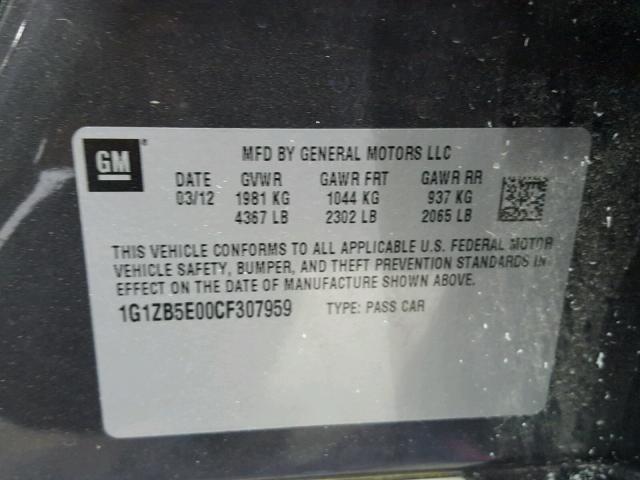 GM
MFD BY GENERAL MOTORS LLC
DATE GVWR GAWR FRT GAWR RR
03/12 1981 KG 1044 KG 937 KG
4367 LB 2302 LB 2065 LB
THIS VEHICLE CONFORMS TO ALL APPLICABLE U.S. FEDERAL MOTOR
VEHICLE SAFETY, BUMPER, AND THEFT PREVENTION STANDARDS IN
EFFECT ON THE DATE OF MANUFACTURE SHOWN ABOVE.
1G1ZB5E00CF307959 TYPE: PASS CAR